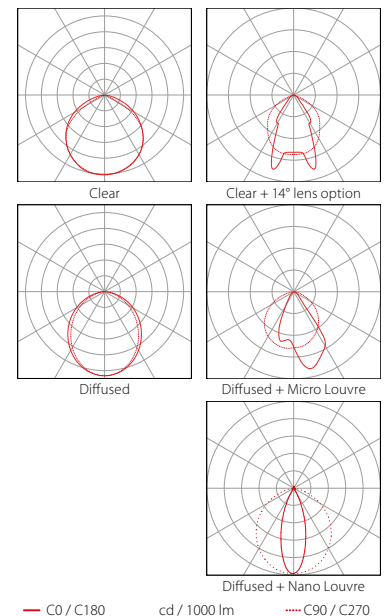 Clear
Clear + 14° lens option
Diffused
Diffused + Micro Louvre
Diffused + Nano Louvre
C0 / C180 cd / 1000 lm C90 / C270